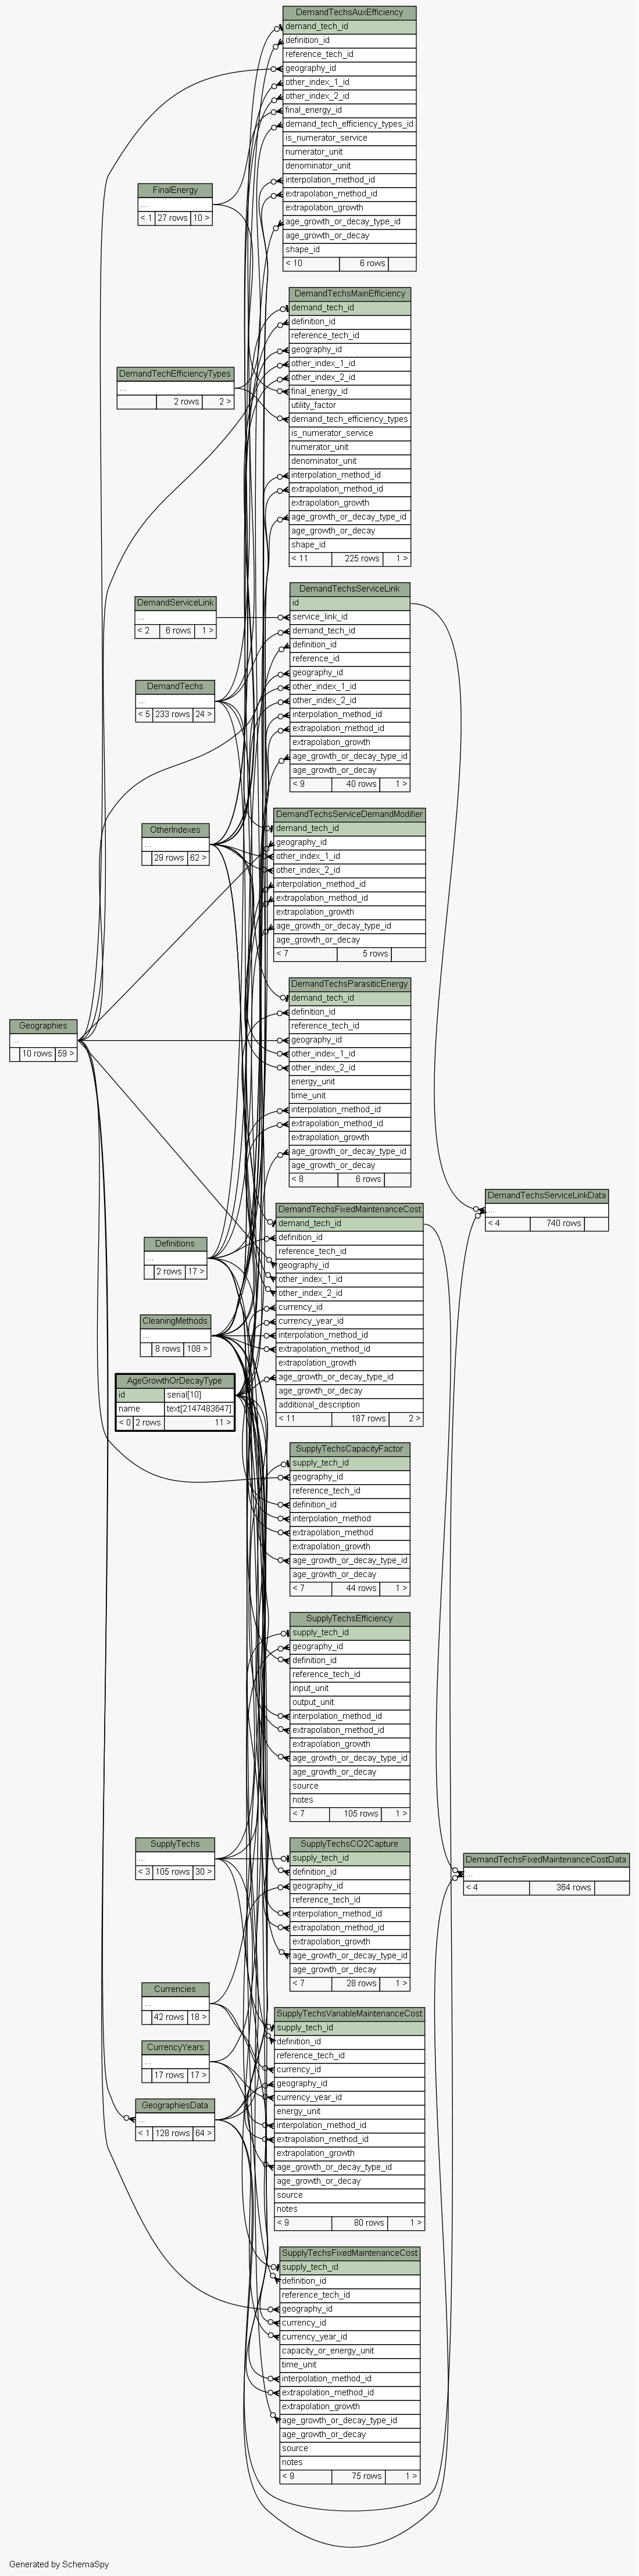 DemandTechsAuxEfficiency
demand_tech_id
definition_id
reference_tech_id
geography_id
other_index_1_id
other_index_2_id
final_energy_id
demand_tech_efficiency_types_id
is_numerator_service
numerator_unit
denominator_unit
interpolation_method_id
extrapolation_method_id
extrapolation_growth
age_growth_or_decay_type_id
age_growth_or_decay
shape_id
< 10 6 rows
FinalEnergy
...
< 1 27 rows 10 >
DemandTechsMainEfficiency
demand_tech_id
definition_id
reference_tech_id
geography_id
other_index_1_id
other_index_2_id
final_energy_id
utility_factor
demand_tech_efficiency_types
is_numerator_service
numerator_unit
denominator_unit
interpolation_method_id
extrapolation_method_id
extrapolation_growth
age_growth_or_decay_type_id
age_growth_or_decay
shape_id
< 11 225 rows 1 >
DemandTechEfficiencyTypes
...
2 rows 2 >
DemandTechsServiceLink
id
service_link_id
demand_tech_id
definition_id
reference_id
geography_id
other_index_1_id
other_index_2_id
interpolation_method_id
extrapolation_method_id
extrapolation_growth
age_growth_or_decay_type_id
age_growth_or_decay
< 9 40 rows 1 >
DemandServiceLink
...
< 2 6 rows 1 >
DemandTechs
...
< 5 233 rows 24 >
OtherIndexes
...
29 rows 62 >
DemandTechsServiceDemandModifier
demand_tech_id
geography_id
other_index_1_id
other_index_2_id
interpolation_method_id
extrapolation_method_id
extrapolation_growth
age_growth_or_decay_type_id
age_growth_or_decay
< 7 5 rows
DemandTechsParasiticEnergy
demand_tech_id
definition_id
reference_tech_id
geography_id
other_index_1_id
other_index_2_id
energy_unit
time_unit
interpolation_method_id
extrapolation_method_id
extrapolation_growth
age_growth_or_decay_type_id
age_growth_or_decay
< 8 6 rows
Geographies
...
10 rows 59 >
DemandTechsServiceLinkData
...
< 4 740 rows
DemandTechsFixedMaintenanceCost
demand_tech_id
definition_id
reference_tech_id
geography_id
other_index_1_id
other_index_2_id
currency_id
currency_year_id
interpolation_method_id
extrapolation_method_id
extrapolation_growth
age_growth_or_decay_type_id
age_growth_or_decay
additional_description
< 11 187 rows 2 >
Definitions
...
2 rows 17 >
CleaningMethods
...
8 rows 108 >
AgeGrowthOrDecayType
id serial[10]
name text[2147483647]
< 0 2 rows 11 >
SupplyTechsCapacityFactor
supply_tech_id
geography_id
reference_tech_id
definition_id
interpolation_method
extrapolation_method
extrapolation_growth
age_growth_or_decay_type_id
age_growth_or_decay
< 7 44 rows 1 >
SupplyTechsEfficiency
supply_tech_id
geography_id
definition_id
reference_tech_id
input_unit
output_unit
interpolation_method_id
extrapolation_method_id
extrapolation_growth
age_growth_or_decay_type_id
age_growth_or_decay
source
notes
< 7 105 rows 1 >
SupplyTechs
...
< 3 105 rows 30 >
SupplyTechsCO2Capture
supply_tech_id
definition_id
geography_id
reference_tech_id
interpolation_method_id
extrapolation_method_id
extrapolation_growth
age_growth_or_decay_type_id
age_growth_or_decay
< 7 28 rows 1 >
DemandTechsFixedMaintenanceCostData
...
< 4 364 rows
Currencies
...
42 rows 18 >
CurrencyYears
...
17 rows 17 >
GeographiesData
...
< 1 128 rows 64 >
SupplyTechsVariableMaintenanceCost
supply_tech_id
definition_id
reference_tech_id
currency_id
geography_id
currency_year_id
energy_unit
interpolation_method_id
extrapolation_method_id
extrapolation_growth
age_growth_or_decay_type_id
age_growth_or_decay
source
notes
< 9 80 rows 1 >
SupplyTechsFixedMaintenanceCost
supply_tech_id
definition_id
reference_tech_id
geography_id
currency_id
currency_year_id
capacity_or_energy_unit
time_unit
interpolation_method_id
extrapolation_method_id
extrapolation_growth
age_growth_or_decay_type_id
age_growth_or_decay
source
notes
< 9 75 rows 1 >
Generated by SchemaSpy